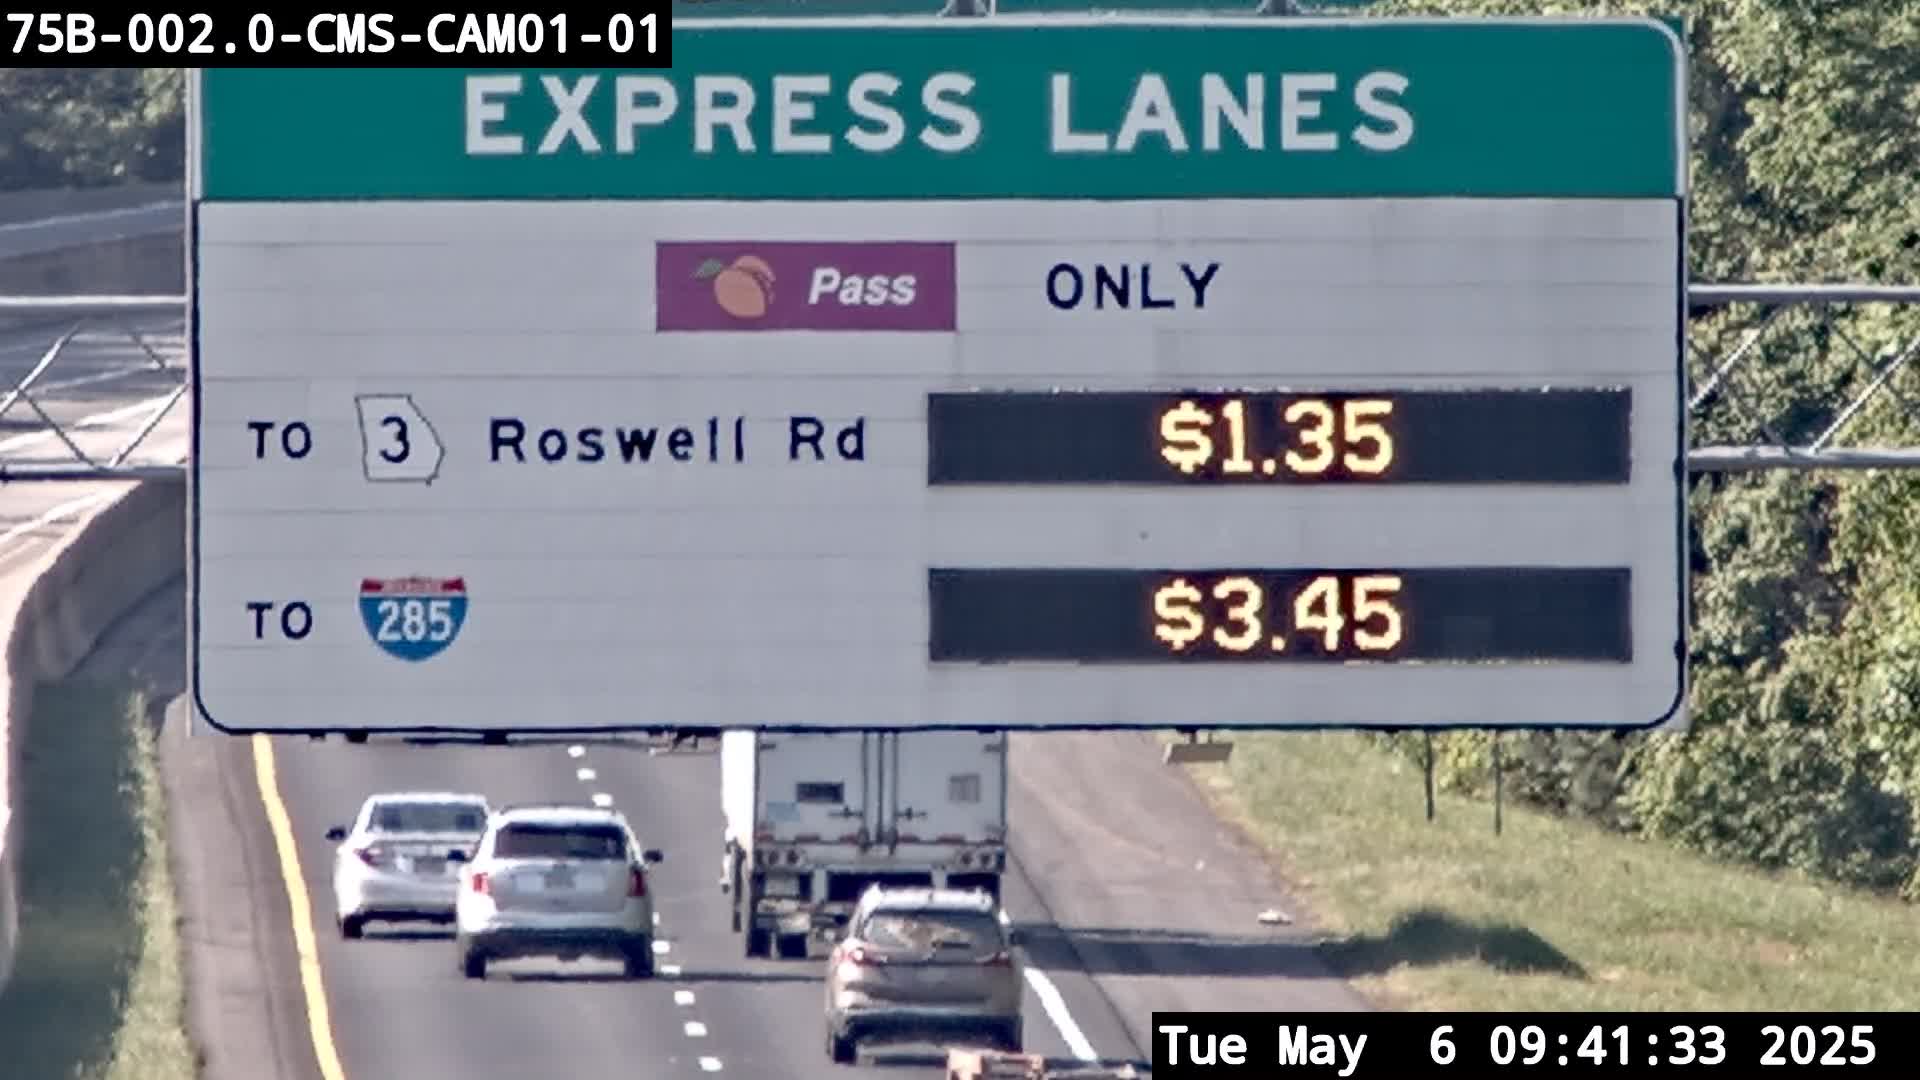 75B-002.0-CMS-CAM01-01
EXPRESS LANES
Pass ONLY
TO 3 Roswell Rd $1.35
TO 285 $3.45
Tue May 6 09:41:33 2025